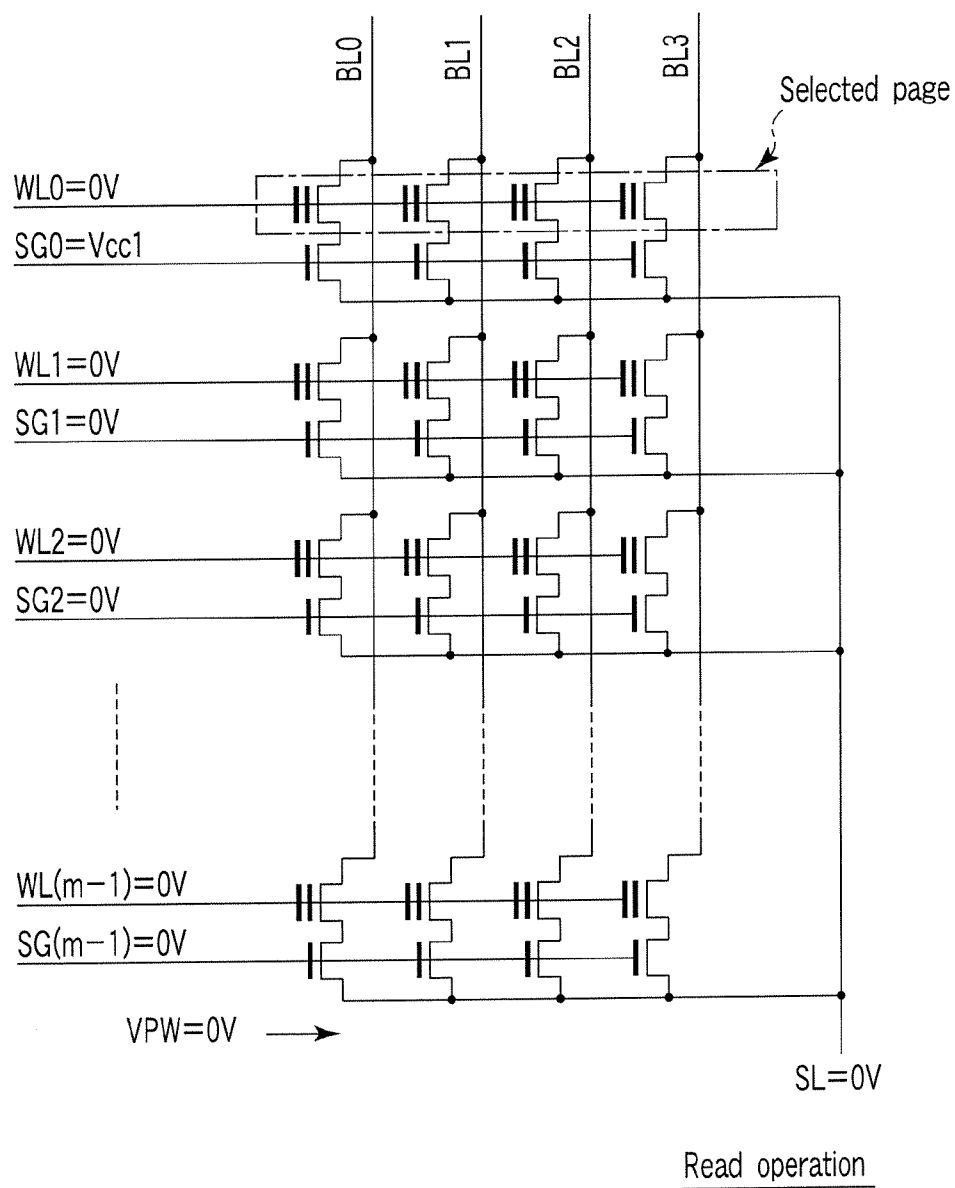 BL0
BL1
BL2
BL3
Selected page
WL0=0V
SG0=Vcc1
WL1=0V
SG1=0V
WL2=0V
SG2=0V
WL(m-1)=0V
SG(m-1)=0V
VPW=0V
SL=0V
Read operation